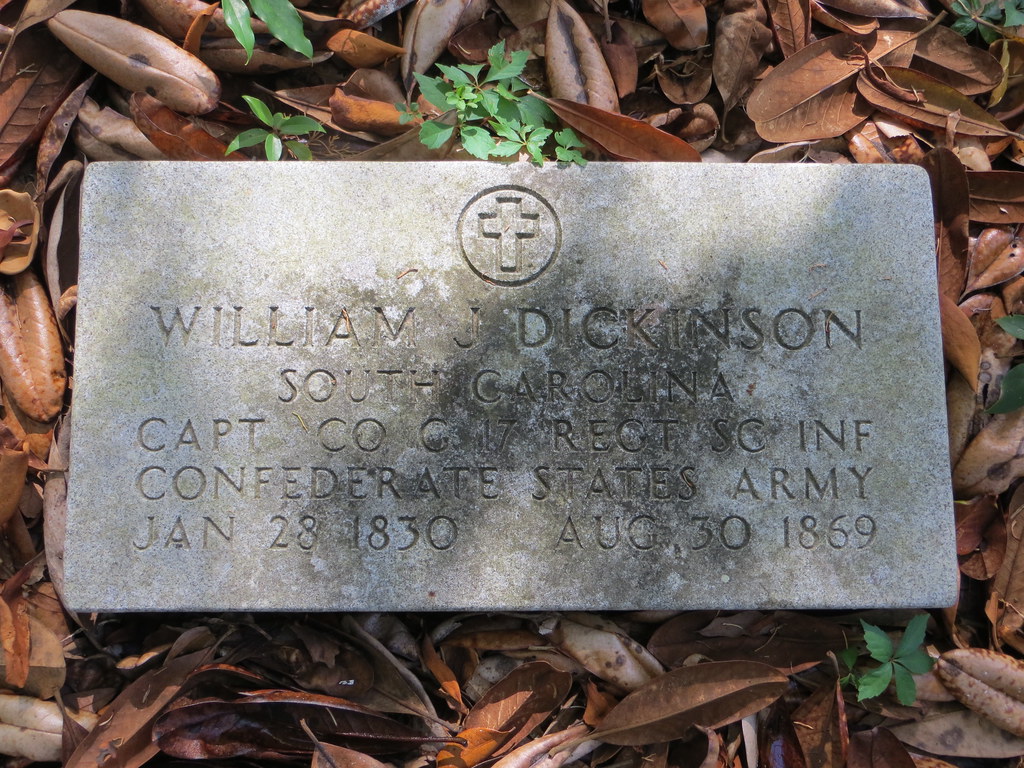 WILLIAM J DICKINSON
SOUTH CAROLINA
CAPT CO G 17 REGT SC INF
CONFEDERATE STATES ARMY
JAN 28 1830 AUG 30 1869